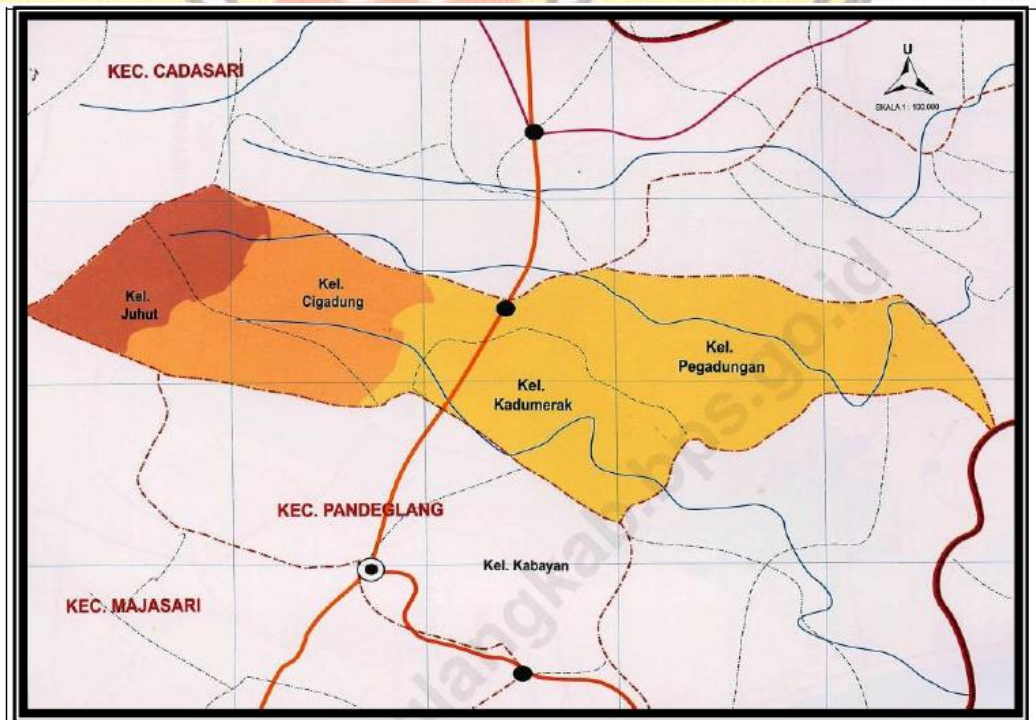 KEC. CADASARI
U
SKALA 1 : 100.000
Kel.
Juhut
Kel.
Cigadung
Kel.
Kadumerak
Kel.
Pegadungan
KEC. PANDEGLANG
Kel. Kabayan
KEC. MAJASARI